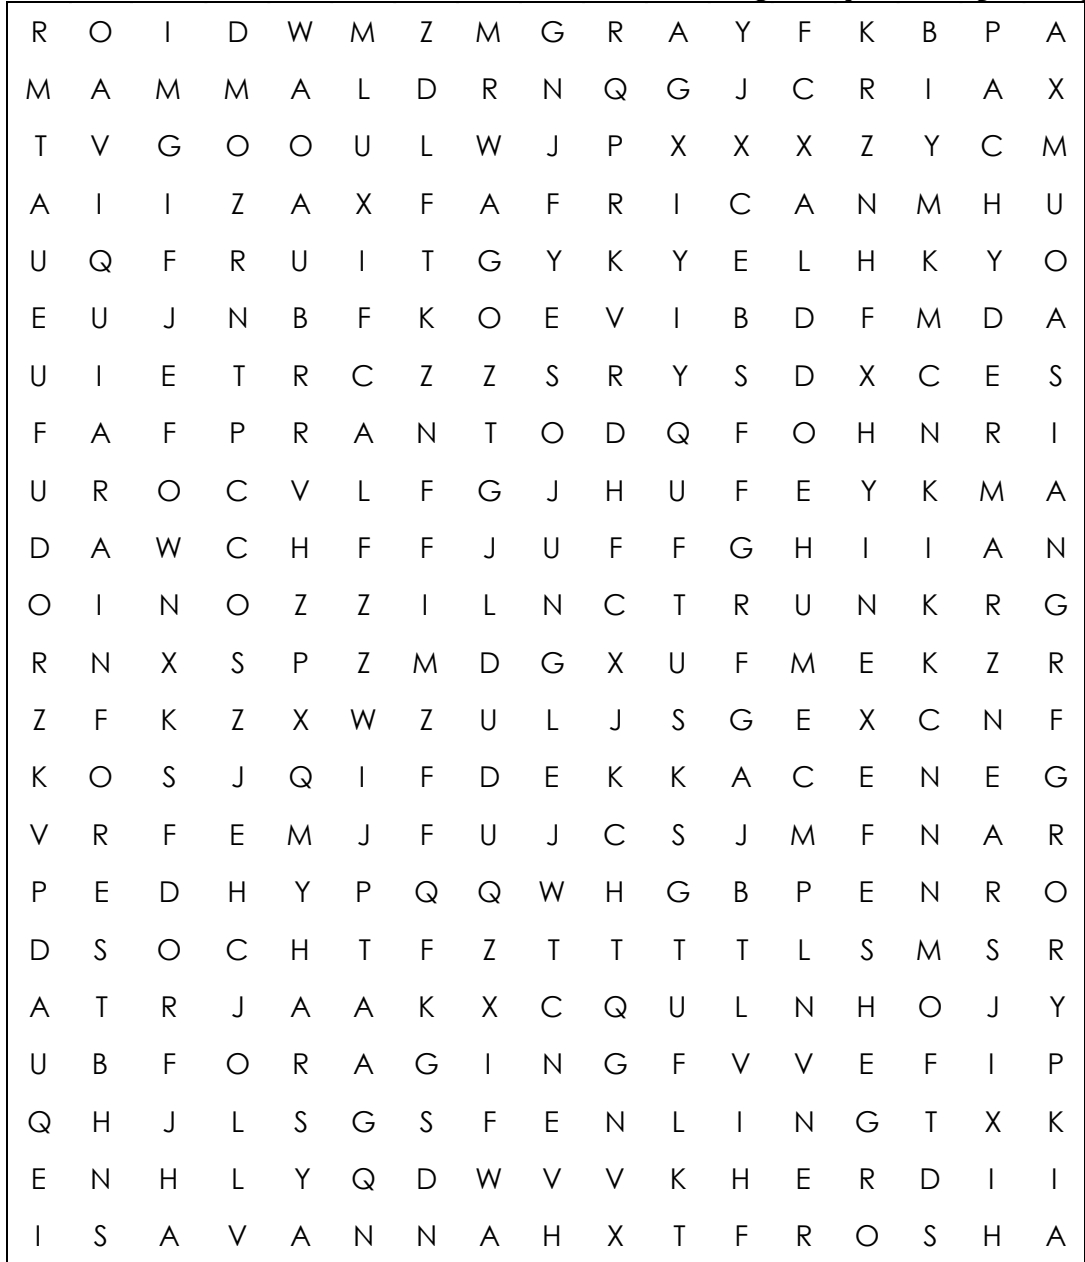 R O I D W M Z M G R A Y F K B P A
M A M M A L D R N Q G J C R I A X
T V G O O U L W J P X X X Z Y C M
A I I Z A X F A F R I C A N M H U
U Q F R U I T G Y K Y E L H K Y O
E U J N B F K O E V I B D F M D A
U I E T R C Z Z S R Y S D X C E S
F A F P R A N T O D Q F O H N R I
U R O C V L F G J H U F E Y K M A
D A W C H F F J U F F G H I I A N
O I N O Z Z I L N C T R U N K R G
R N X S P Z M D G X U F M E K Z R
Z F K Z X W Z U L J S G E X C N F
K O S J Q I F D E K K A C E N E G
V R F E M J F U J C S J M F N A R
P E D H Y P Q Q W H G B P E N R O
D S O C H T F Z T T T T L S M S R
A T R J A A K X C Q U L N H O J Y
U B F O R A G I N G F V V E F I P
Q H J L S G S F E N L I N G T X K
E N H L Y Q D W V V K H E R D I I
I S A V A N N A H X T F R O S H A